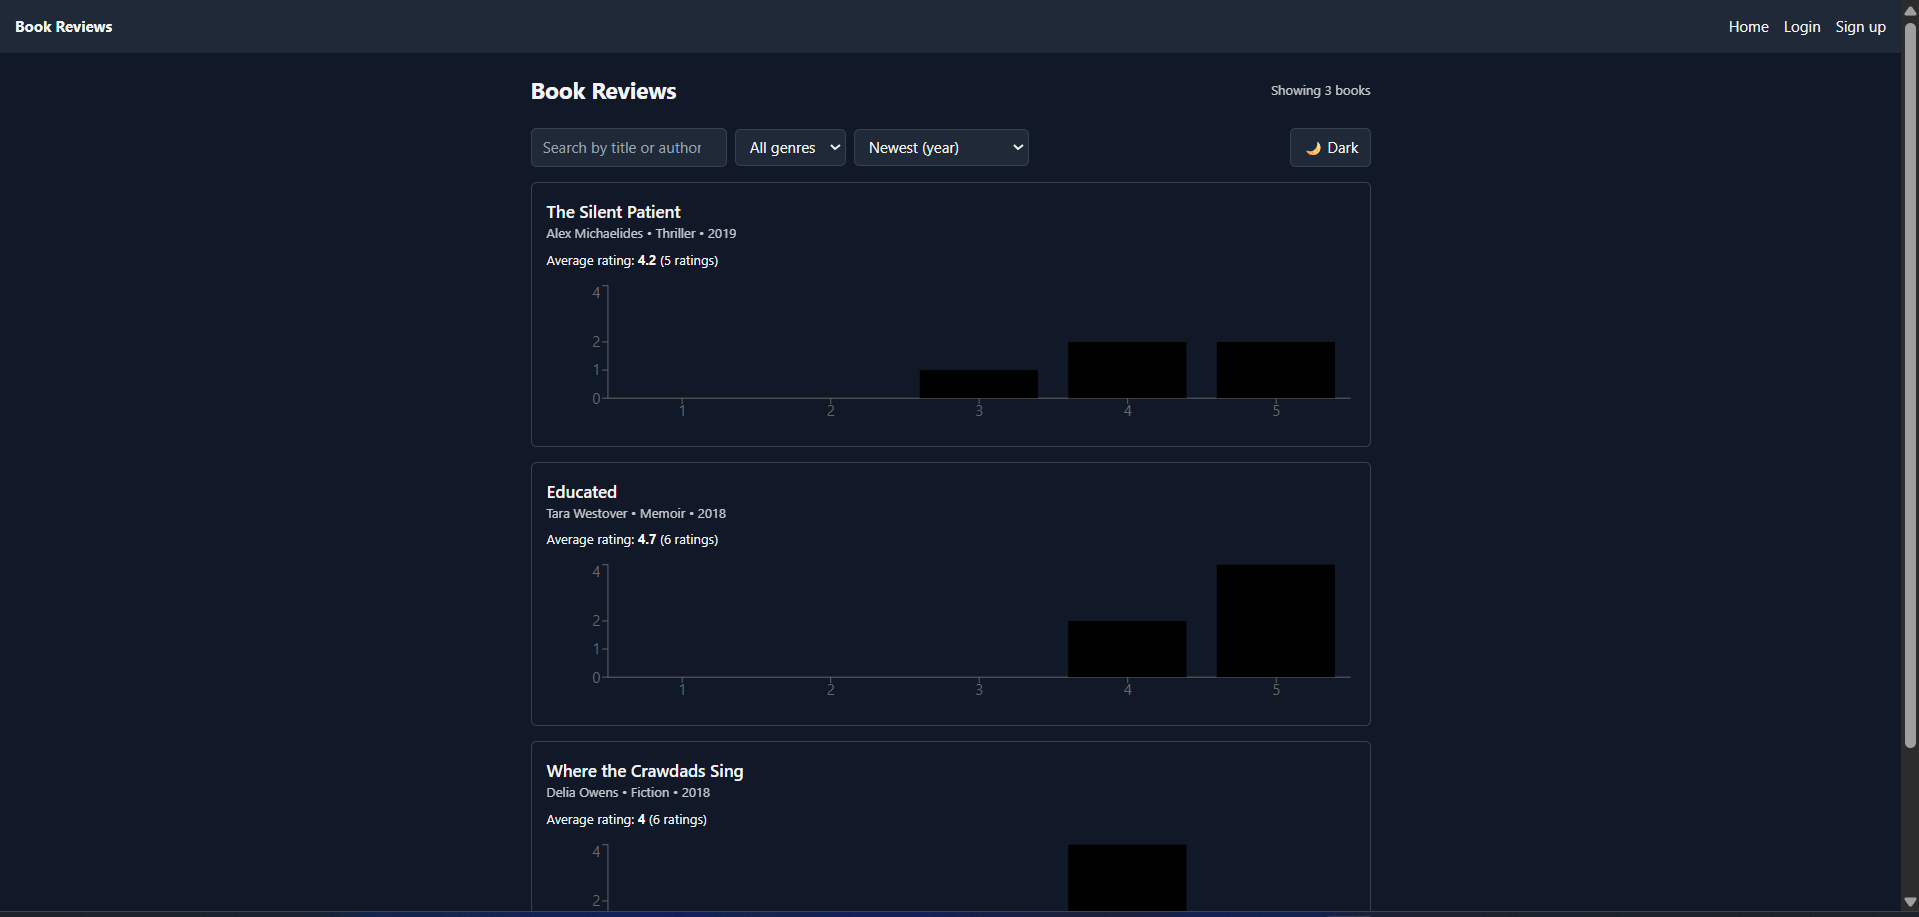 Book Reviews
Home Login Sign up
Book Reviews
Showing 3 books
Search by title or author
All genres
Newest (year)
🌙 Dark
The Silent Patient
Alex Michaelides • Thriller • 2019
Average rating: 4.2 (5 ratings)
4
2
1
0
1 2 3 4 5
Educated
Tara Westover • Memoir • 2018
Average rating: 4.7 (6 ratings)
4
2
1
0
1 2 3 4 5
Where the Crawdads Sing
Delia Owens • Fiction • 2018
Average rating: 4 (6 ratings)
4
2